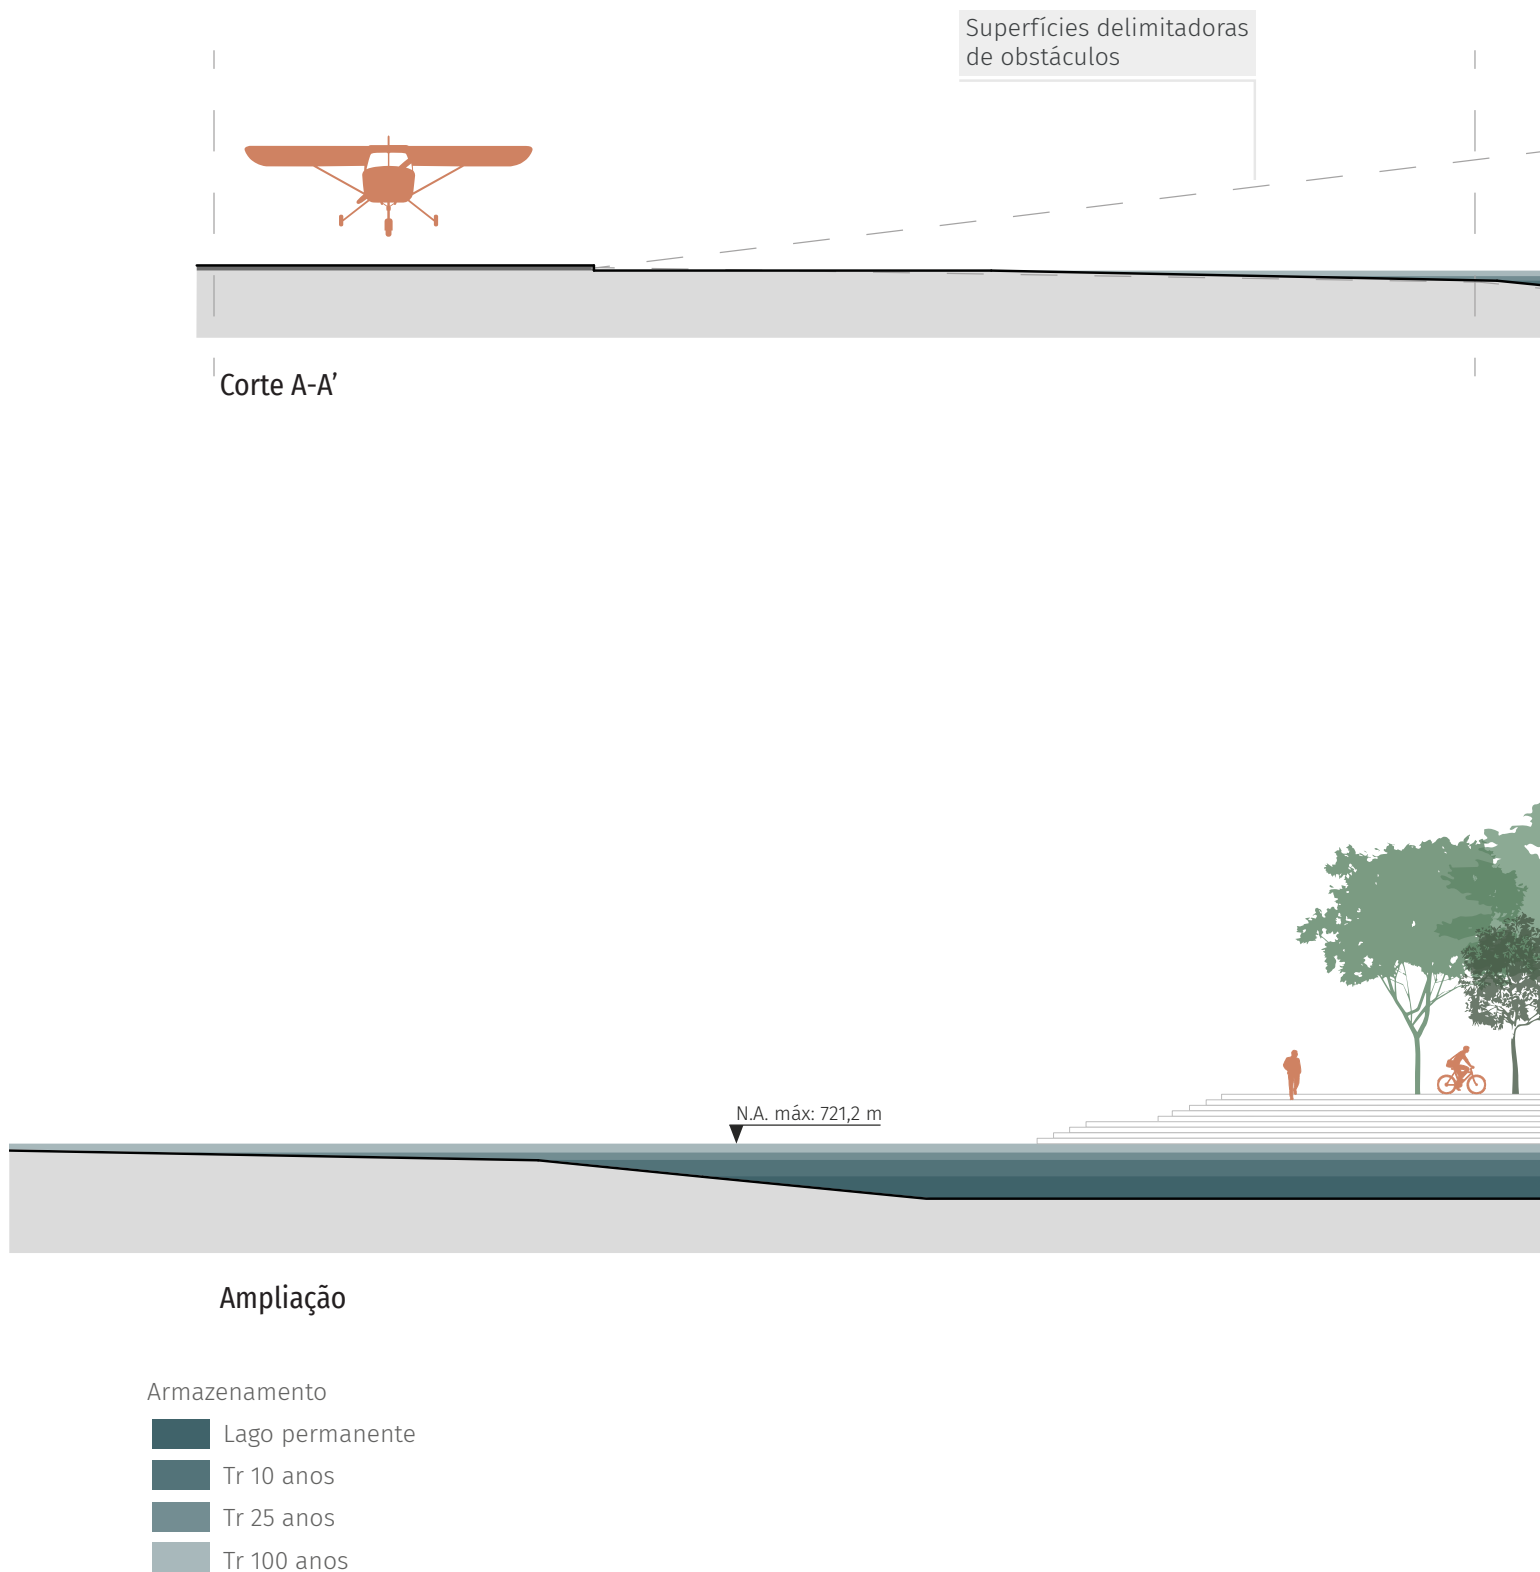 Superfícies delimitadoras
de obstáculos
Corte A-A’
N.A. máx: 721,2 m
Ampliação
Armazenamento
Lago permanente
Tr 10 anos
Tr 25 anos
Tr 100 anos